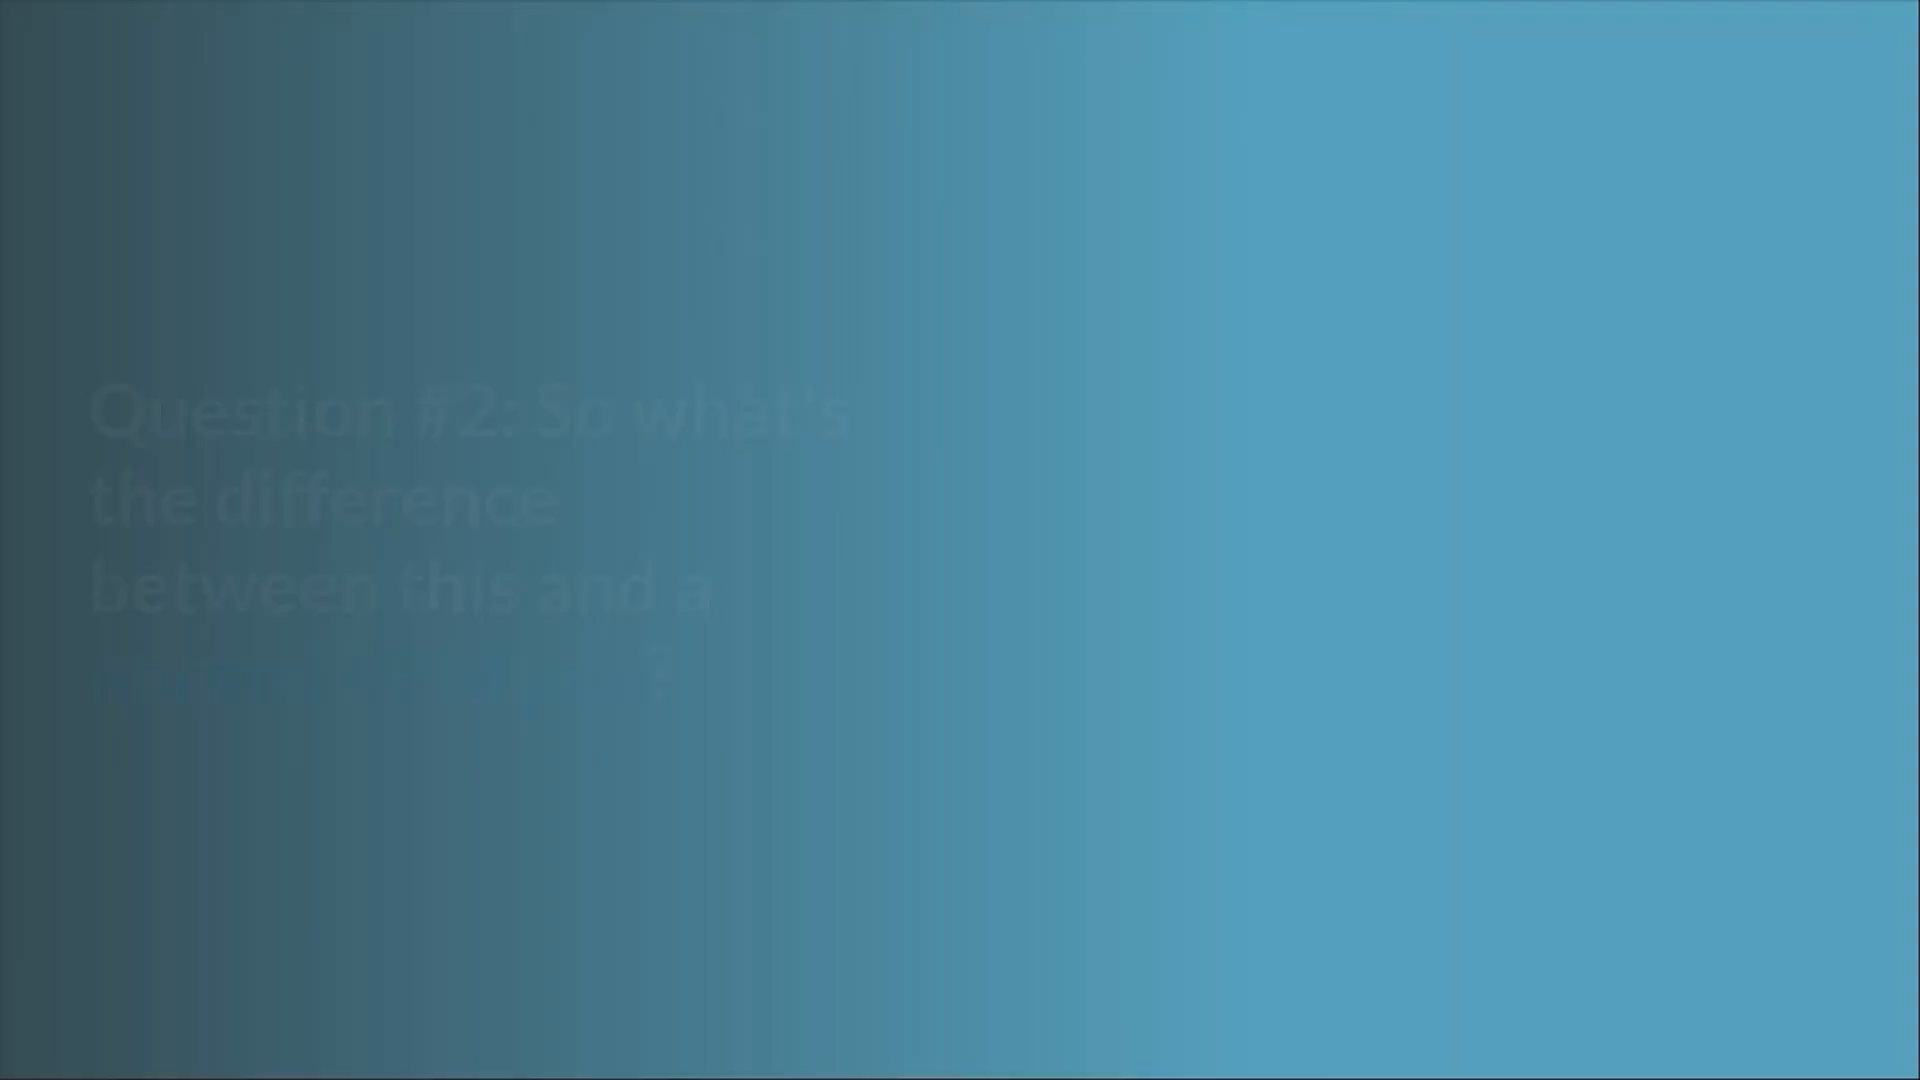 Question #2: So what's
the difference
between this and a
?